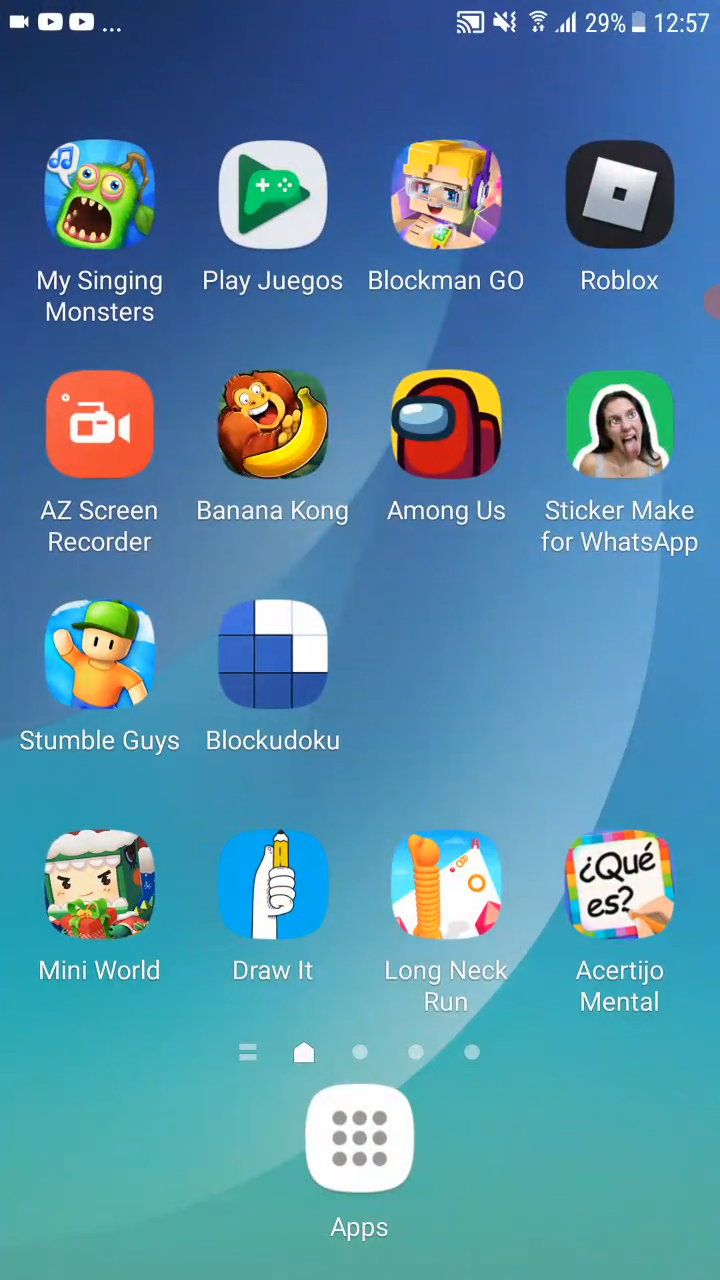 ... 29% 12:57
My Singing Monsters
Play Juegos
Blockman GO
Roblox
AZ Screen Recorder
Banana Kong
Among Us
Sticker Make for WhatsApp
Stumble Guys
Blockudoku
¿Qué
es?
Mini World
Draw It
Long Neck Run
Acertijo Mental
Apps